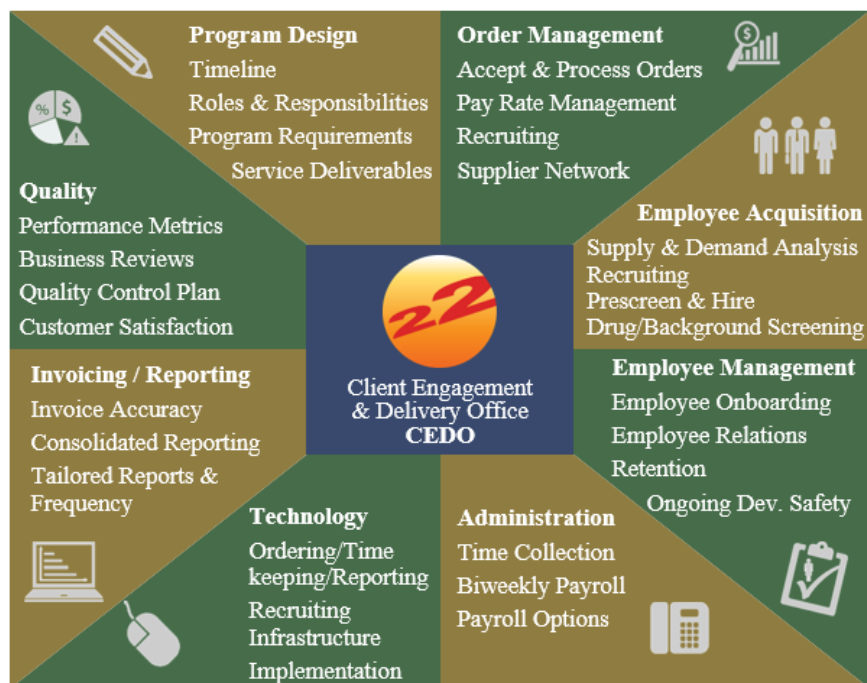 Program Design
Timeline
Roles & Responsibilities
Program Requirements
Service Deliverables
Order Management
Accept & Process Orders
Pay Rate Management
Recruiting
Supplier Network
% $
!
$
Quality
Performance Metrics
Business Reviews
Quality Control Plan
Customer Satisfaction
Employee Acquisition
Supply & Demand Analysis
Recruiting
Prescreen & Hire
Drug/Background Screening
22
Client Engagement
& Delivery Office
CEDO
Invoicing / Reporting
Invoice Accuracy
Consolidated Reporting
Tailored Reports &
Frequency
Employee Management
Employee Onboarding
Employee Relations
Retention
Ongoing Dev. Safety
Technology
Ordering/Time
keeping/Reporting
Recruiting
Infrastructure
Implementation
Administration
Time Collection
Biweekly Payroll
Payroll Options